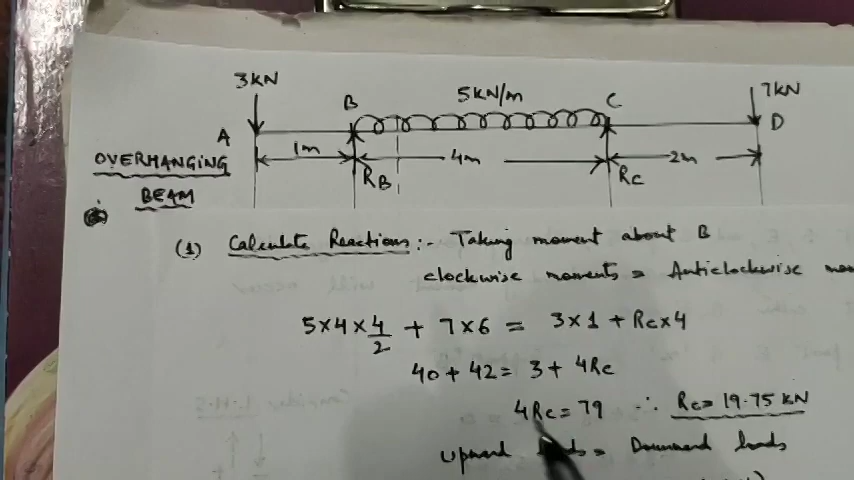 3KN
B 5KN/m C 7KN
A D
1m 4m 2m
RB RC
OVERHANGING
BEAM
(1) Calculate Reactions:- Taking moment about B
clockwise moments = Anticlockwise
5×4×4/2 + 7×6 = 3×1 + Rc×4
40 + 42 = 3 + 4Rc
4Rc = 79 ∴ Rc = 19.75 KN
upward loads = Downward loads